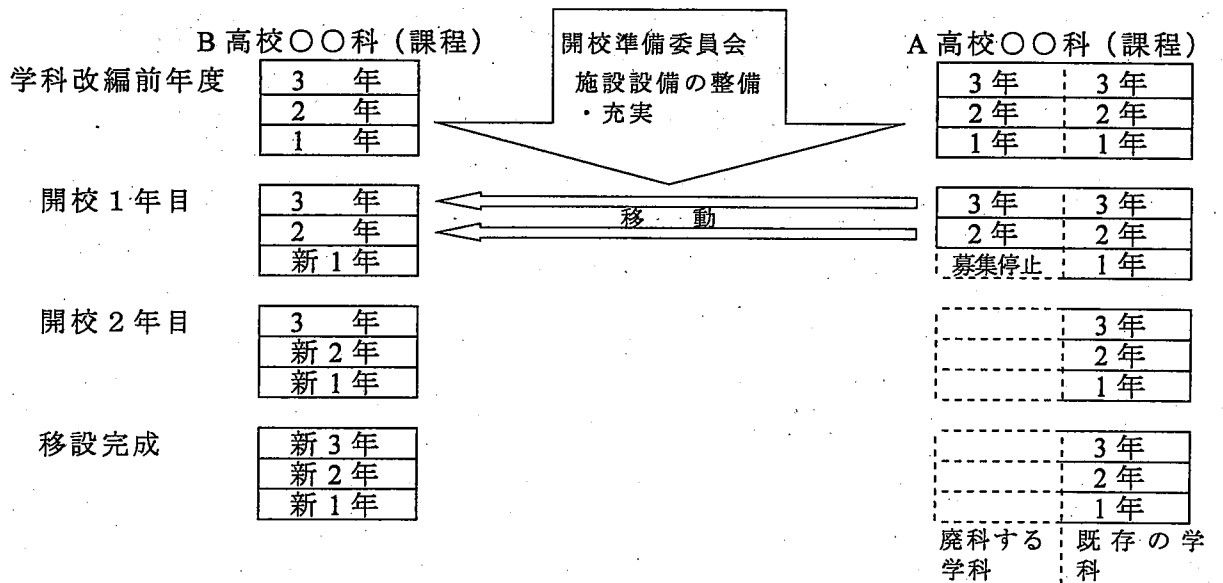 B高校〇〇科（課程）
開校準備委員会
施設設備の整備
・充実
A高校〇〇科（課程）
学科改編前年度
3 年
2 年
1 年
3年 3年
2年 2年
1年 1年
開校1年目
3 年
2 年
新1年
移 動
3年 3年
2年 2年
募集停止 1年
開校2年目
3 年
新2年
新1年
3年
2年
1年
移設完成
新3年
新2年
新1年
3年
2年
1年
廃科する
学科
既存の学
科